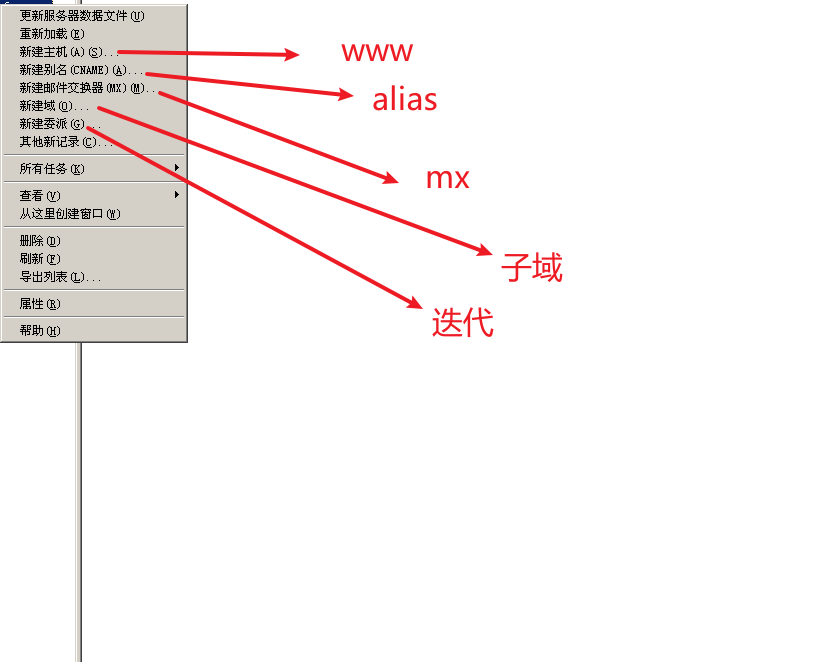 更新服务器数据文件(U)
重新加载(E)
新建主机(A)(S)...
新建别名(CNAME)(A)...
新建邮件交换器(MX)(M)...
新建域(O)...
新建委派(G)...
其他新记录(C)...
所有任务(K)
查看(V)
从这里创建窗口(W)
删除(D)
刷新(F)
导出列表(L)...
属性(R)
帮助(H)
www
alias
mx
子域
迭代